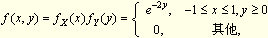 f(x,y)=f_X(x)f_Y(y)={ e^{-2y}, -1≤x≤1,y≥0
0, 其他,